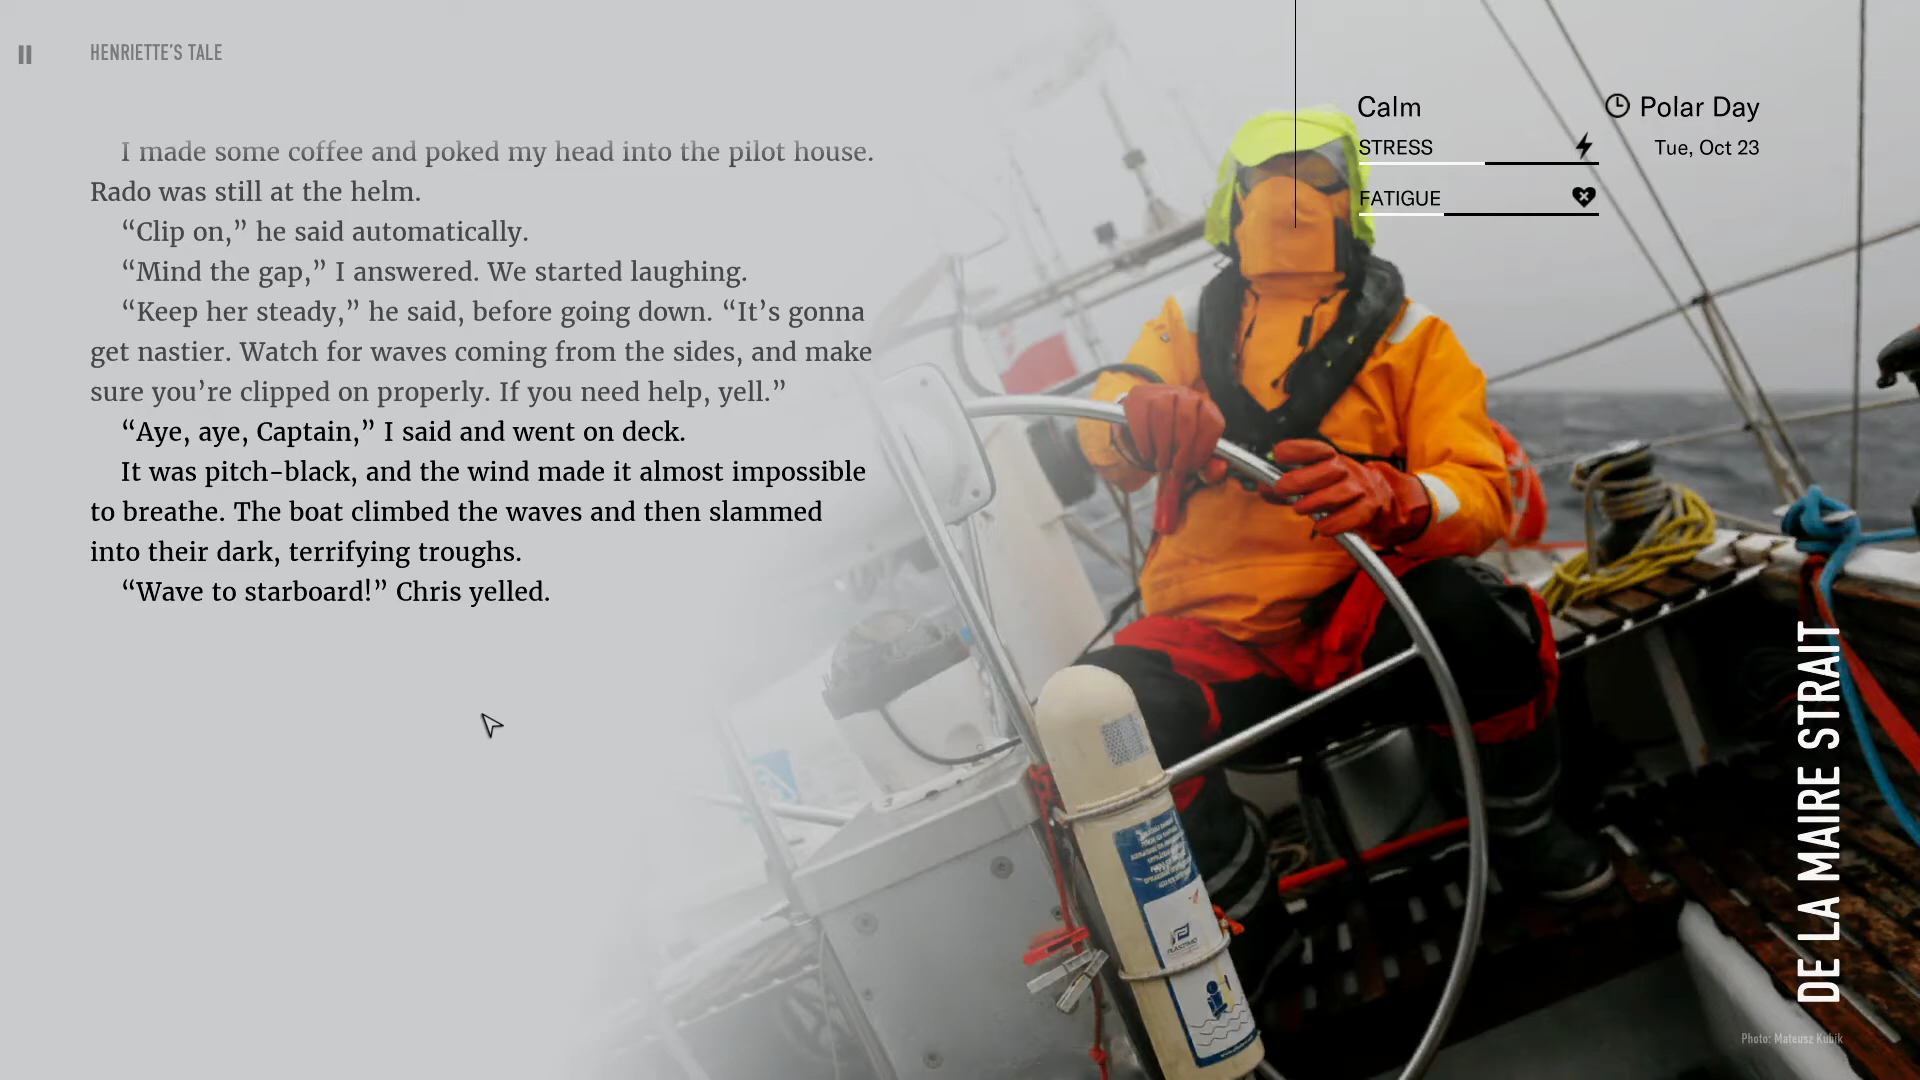 HENRIETTE'S TALE
I made some coffee and poked my head into the pilot house.
Rado was still at the helm.
“Clip on,” he said automatically.
“Mind the gap,” I answered. We started laughing.
“Keep her steady,” he said, before going down. “It’s gonna
get nastier. Watch for waves coming from the sides, and make
sure you’re clipped on properly. If you need help, yell.”
“Aye, aye, Captain,” I said and went on deck.
It was pitch-black, and the wind made it almost impossible
to breathe. The boat climbed the waves and then slammed
into their dark, terrifying troughs.
“Wave to starboard!” Chris yelled.
Calm
Polar Day
STRESS
Tue, Oct 23
FATIGUE
DE LA MAIRE STRAIT
PLASTIMO
Photo: Mateusz Kubik